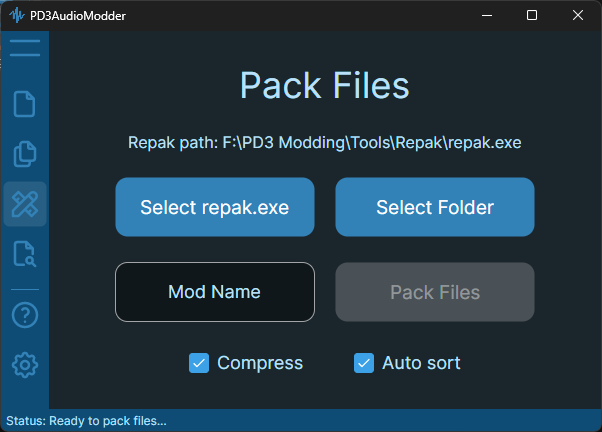 PD3AudioModder
Pack Files
Repak path: F:\PD3 Modding\Tools\Repak\repak.exe
Select repak.exe
Select Folder
Mod Name
Pack Files
Compress
Auto sort
Status: Ready to pack files...